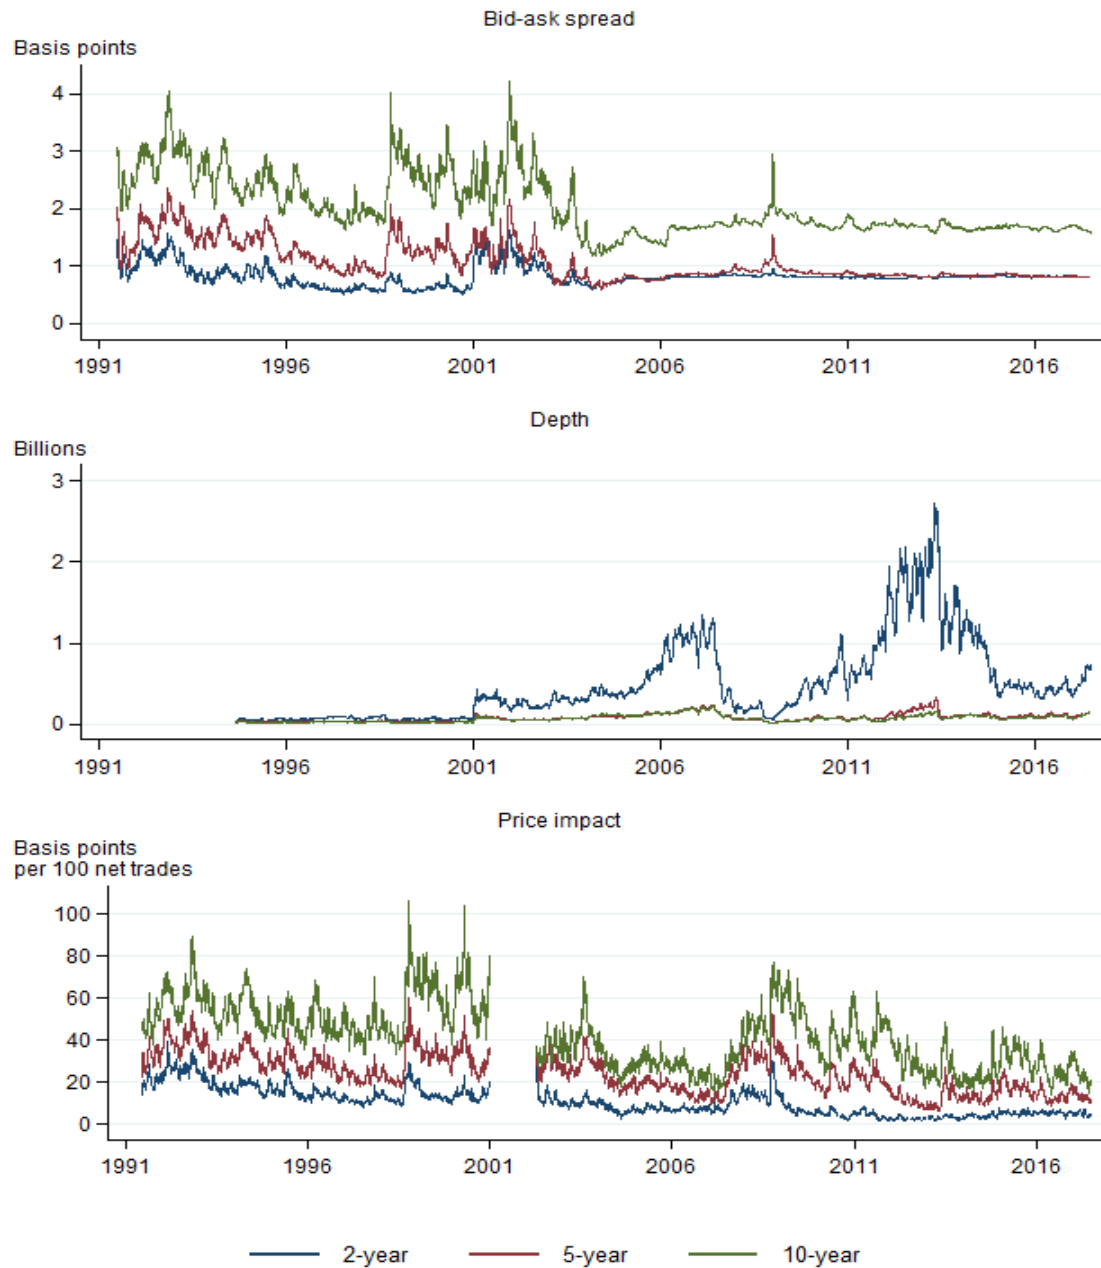 Bid-ask spread
Basis points
4
3
2
1
0
1991 1996 2001 2006 2011 2016
Depth
Billions
3
2
1
0
1991 1996 2001 2006 2011 2016
Price impact
Basis points
per 100 net trades
100
80
60
40
20
0
1991 1996 2001 2006 2011 2016
2-year 5-year 10-year